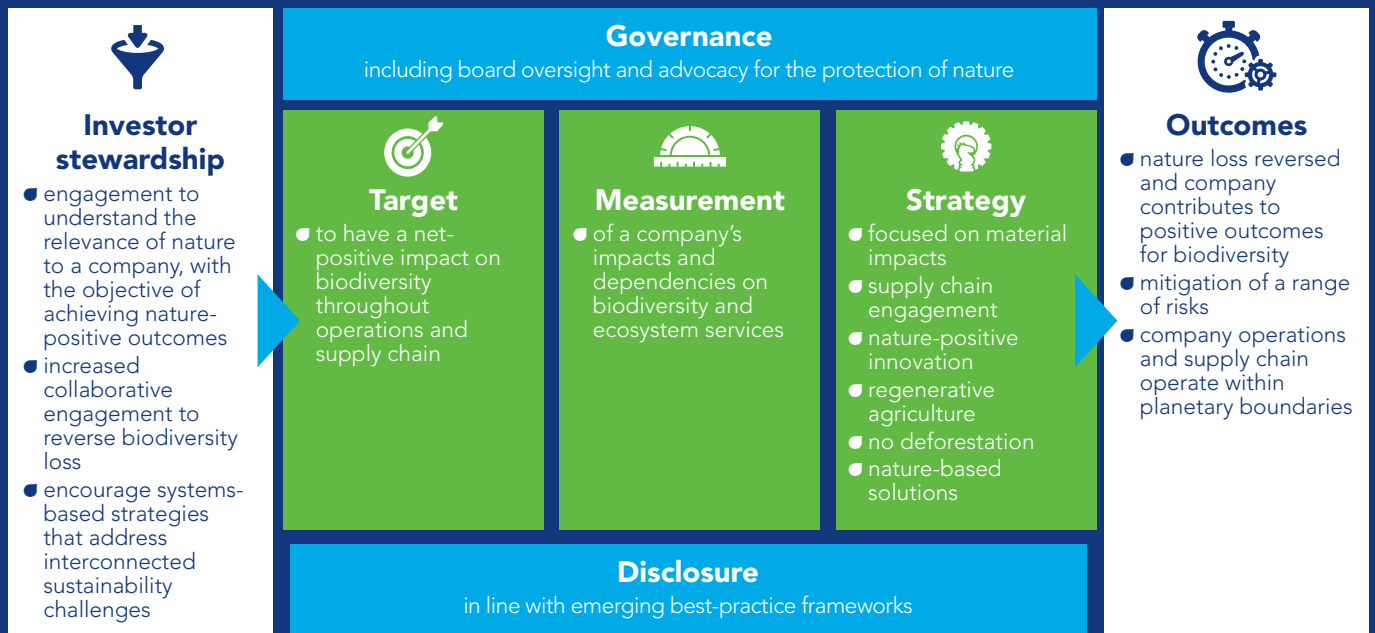 Investor
stewardship
engagement to
understand the
relevance of nature
to a company, with
the objective of
achieving nature-
positive outcomes
increased
collaborative
engagement to
reverse biodiversity
loss
encourage systems-
based strategies
that address
interconnected
sustainability
challenges
Governance
including board oversight and advocacy for the protection of nature
Target
to have a net-
positive impact on
biodiversity
throughout
operations and
supply chain
Measurement
of a company’s
impacts and
dependencies on
biodiversity and
ecosystem services
Strategy
focused on material
impacts
supply chain
engagement
nature-positive
innovation
regenerative
agriculture
no deforestation
nature-based
solutions
Disclosure
in line with emerging best-practice frameworks
Outcomes
nature loss reversed
and company
contributes to
positive outcomes
for biodiversity
mitigation of a range
of risks
company operations
and supply chain
operate within
planetary boundaries